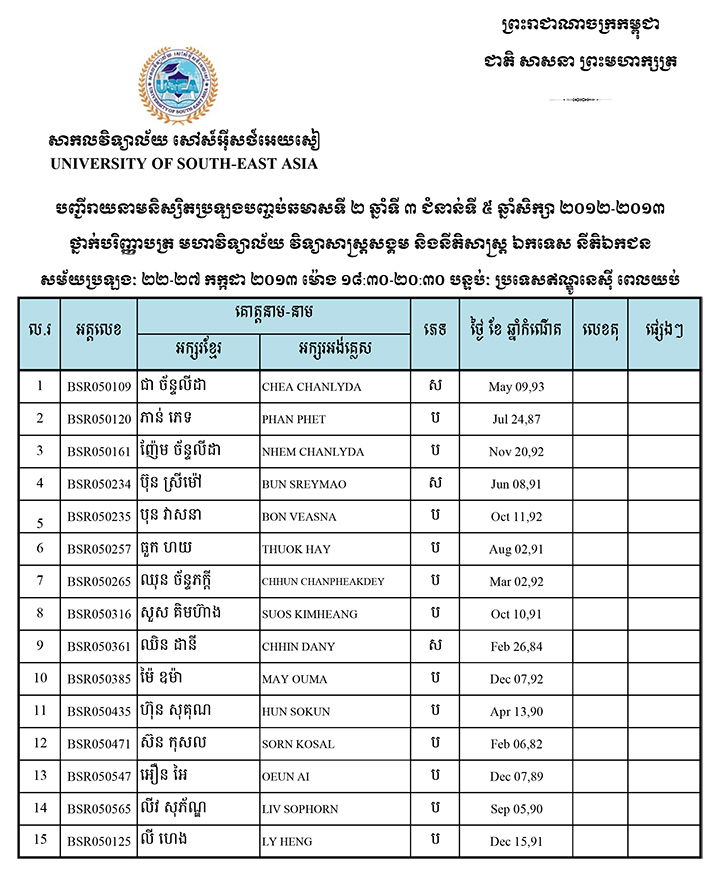 ព្រះរាជាណាចក្រកម្ពុជា
ជាតិ សាសនា ព្រះមហាក្សត្រ
សាកលវិទ្យាល័យ សៅស៍អ៊ីសថ៍អេយសៀ
UNIVERSITY OF SOUTH-EAST ASIA
បញ្ជីរាយនាមនិស្សិតប្រឡងបញ្ចប់ឆមាសទី ២ ឆ្នាំទី ៣ ជំនាន់ទី ៥ ឆ្នាំសិក្សា ២០១២-២០១៣
ថ្នាក់បរិញ្ញាបត្រ មហាវិទ្យាល័យ វិទ្យាសាស្ត្រសង្គម និងនីតិសាស្ត្រ ឯកទេស នីតិឯកជន
សម័យប្រឡង: ២២-២៧ កក្កដា ២០១៣ ម៉ោង ១៨:៣០-២០:៣០ បន្ទប់: ប្រទេសឥណ្ឌូនេស៊ី ពេលយប់
ល.រ អត្តលេខ គោត្តនាម-នាម ភេទ ថ្ងៃ ខែ ឆ្នាំកំណើត លេខតុ ផ្សេងៗ
អក្សរខ្មែរ អក្សរអង់គ្លេស
1 BSR050109 ជា ច័ន្ទលីដា CHEA CHANLYDA ស May 09,93
2 BSR050120 ភាន់ ភេទ PHAN PHET ប Jul 24,87
3 BSR050161 ញ៉ែម ច័ន្ទលីដា NHEM CHANLYDA ប Nov 20,92
4 BSR050234 ប៊ុន ស្រីម៉ៅ BUN SREYMAO ស Jun 08,91
5 BSR050235 បុន វាសនា BON VEASNA ប Oct 11,92
6 BSR050257 ធួក ហយ THUOK HAY ប Aug 02,91
7 BSR050265 ឈុន ច័ន្ទភក្ដី CHHUN CHANPHEAKDEY ប Mar 02,92
8 BSR050316 សួស គិមហ៊ាង SUOS KIMHEANG ប Oct 10,91
9 BSR050361 ឈិន ដានី CHHIN DANY ស Feb 26,84
10 BSR050385 ម៉ៃ ឧម៉ា MAY OUMA ប Dec 07,92
11 BSR050435 ហ៊ុន សុគុណ HUN SOKUN ប Apr 13,90
12 BSR050471 ស៊ន កុសល SORN KOSAL ប Feb 06,82
13 BSR050547 អឿន អៃ OEUN AI ប Dec 07,89
14 BSR050565 លីវ សុភ័ណ្ឌ LIV SOPHORN ប Sep 05,90
15 BSR050125 លី ហេង LY HENG ប Dec 15,91